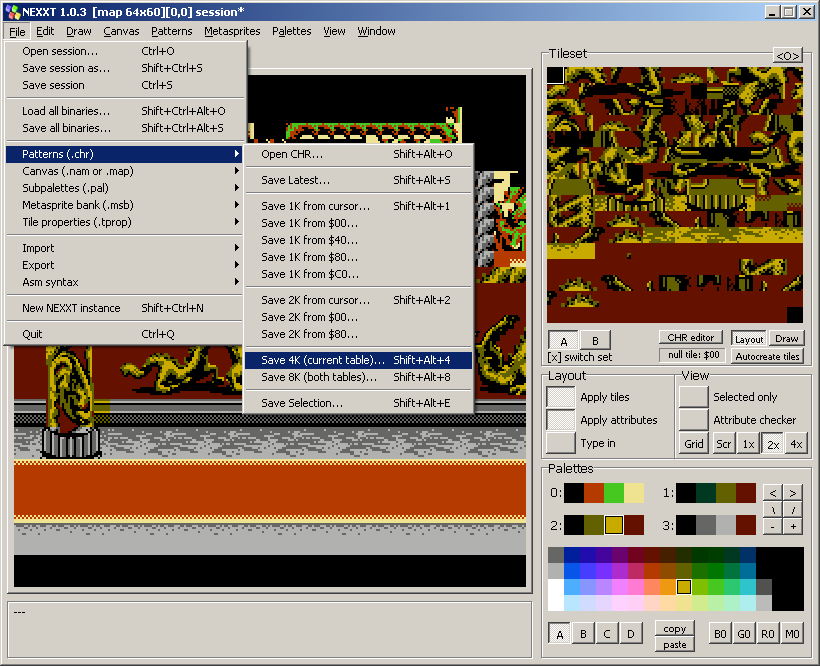 NEXXT 1.0.3 [map 64x60][0,0] session*
File Edit Draw Canvas Patterns Metasprites Palettes View Window
Open session... Ctrl+O
Save session as... Shift+Ctrl+S
Save session Ctrl+S
Load all binaries... Shift+Ctrl+Alt+O
Save all binaries... Shift+Ctrl+Alt+S
Patterns (.chr)
Canvas (.nam or .map)
Subpalettes (.pal)
Metasprite bank (.msb)
Tile properties (.tprop)
Import
Export
Asm syntax
New NEXXT instance Shift+Ctrl+N
Quit Ctrl+Q
Open CHR... Shift+Alt+O
Save Latest... Shift+Alt+S
Save 1K from cursor... Shift+Alt+1
Save 1K from $00...
Save 1K from $40...
Save 1K from $80...
Save 1K from $C0...
Save 2K from cursor... Shift+Alt+2
Save 2K from $00...
Save 2K from $80...
Save 4K (current table)... Shift+Alt+4
Save 8K (both tables)... Shift+Alt+8
Save Selection... Shift+Alt+E
---
Tileset <O>
A B CHR editor Layout Draw
[x] switch set null tile: $00 Autocreate tiles
Layout View
Apply tiles Selected only
Apply attributes Attribute checker
Type in Grid Scr 1x 2x 4x
Palettes
0: 1: < >
\ /
2: 3: - +
A B C D copy B0 G0 R0 M0
paste